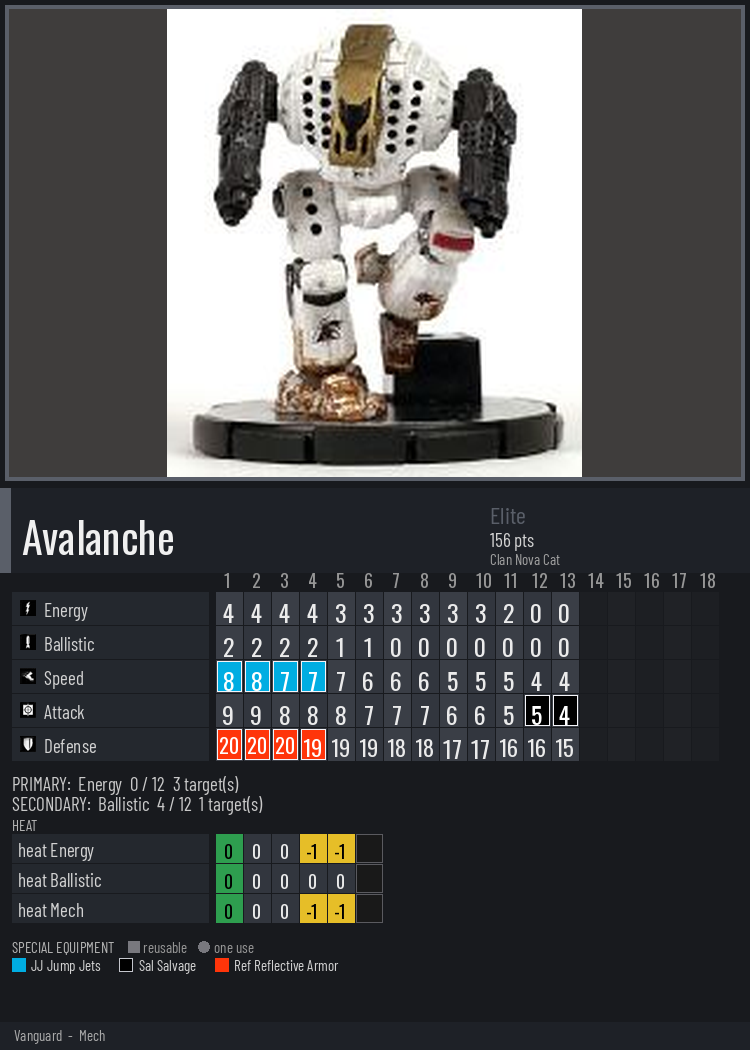 Avalanche
Elite
156 pts
Clan Nova Cat
1 2 3 4 5 6 7 8 9 10 11 12 13 14 15 16 17 18
Energy 4 4 4 4 3 3 3 3 3 3 2 0 0
Ballistic 2 2 2 2 1 1 0 0 0 0 0 0 0
Speed 8 8 7 7 7 6 6 6 5 5 5 4 4
Attack 9 9 8 8 8 7 7 7 6 6 5 5 4
Defense 20 20 20 19 19 19 18 18 17 17 16 16 15
PRIMARY: Energy 0 / 12 3 target(s)
SECONDARY: Ballistic 4 / 12 1 target(s)
HEAT
heat Energy 0 0 0 -1 -1
heat Ballistic 0 0 0 0 0
heat Mech 0 0 0 -1 -1
SPECIAL EQUIPMENT reusable one use
JJ Jump Jets Sal Salvage Ref Reflective Armor
Vanguard - Mech